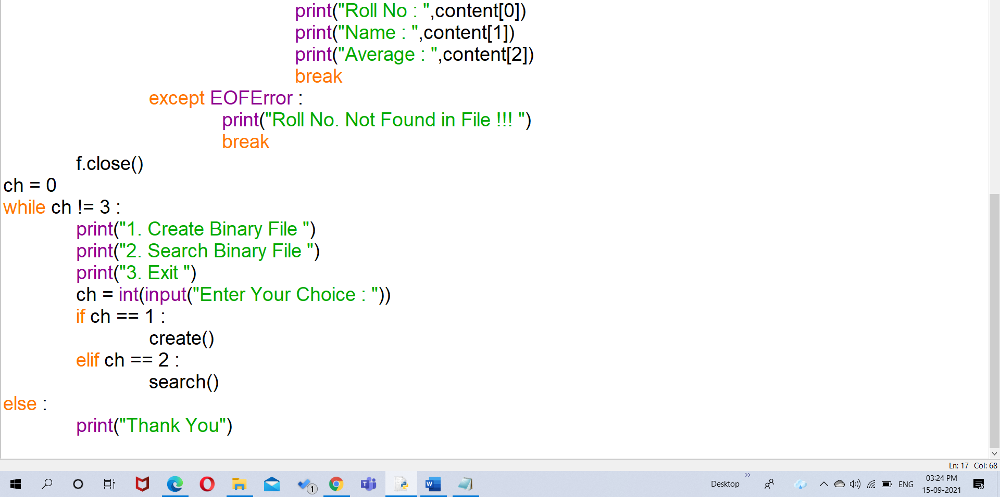 print("Roll No : ",content[0])
print("Name : ",content[1])
print("Average : ",content[2])
break
except EOFError :
print("Roll No. Not Found in File !!! ")
break
f.close()
ch = 0
while ch != 3 :
print("1. Create Binary File ")
print("2. Search Binary File ")
print("3. Exit ")
ch = int(input("Enter Your Choice : "))
if ch == 1 :
create()
elif ch == 2 :
search()
else :
print("Thank You")
Ln: 17 Col: 68
1
Desktop
ENG
03:24 PM
15-09-2021